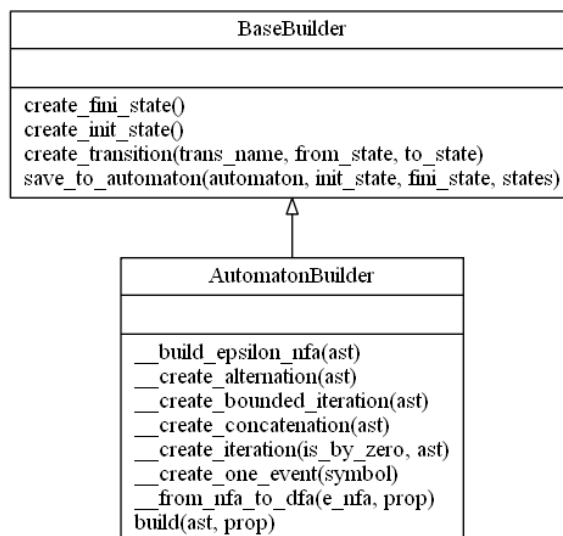 BaseBuilder
create_fini_state()
create_init_state()
create_transition(trans_name, from_state, to_state)
save_to_automaton(automaton, init_state, fini_state, states)
AutomatonBuilder
__build_epsilon_nfa(ast)
__create_alternation(ast)
__create_bounded_iteration(ast)
__create_concatenation(ast)
__create_iteration(is_by_zero, ast)
__create_one_event(symbol)
__from_nfa_to_dfa(e_nfa, prop)
build(ast, prop)